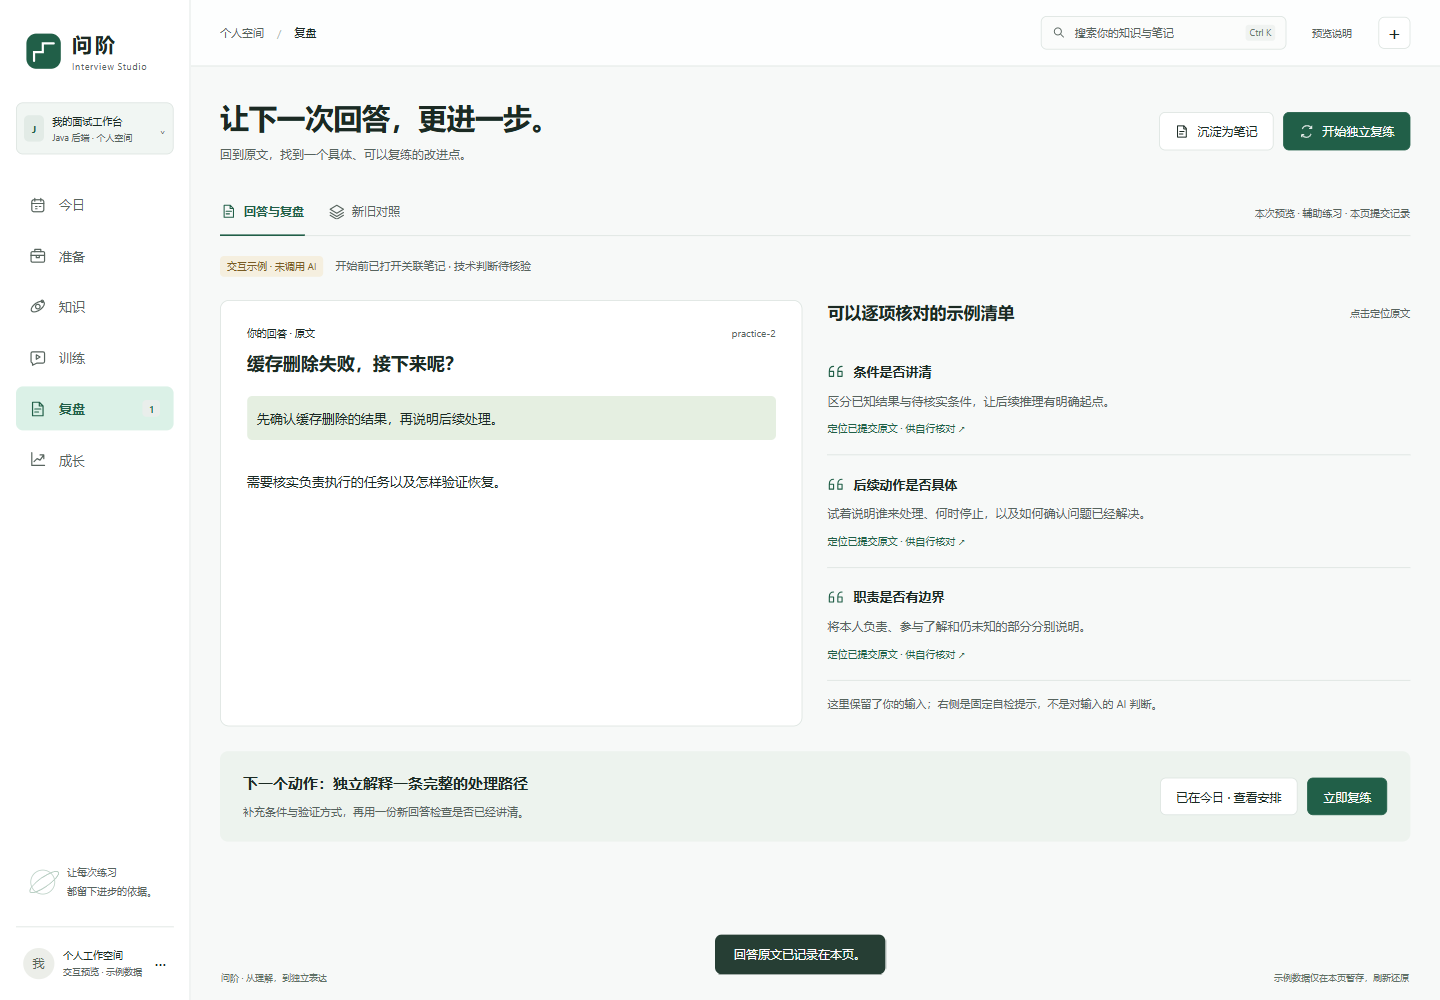 问阶
Interview Studio
J
我的面试工作台
Java 后端 · 个人空间
今日
准备
知识
训练
复盘
1
成长
让每次练习
都留下进步的依据。
我
个人工作空间
交互预览 · 示例数据
个人空间 / 复盘
搜索你的知识与笔记
Ctrl K
预览说明
让下一次回答，更进一步。
回到原文，找到一个具体、可以复练的改进点。
沉淀为笔记
开始独立复练
回答与复盘
新旧对照
本次预览 · 辅助练习 · 本页提交记录
交互示例 · 未调用 AI
开始前已打开关联笔记 · 技术判断待核验
你的回答 · 原文
practice-2
缓存删除失败，接下来呢？
先确认缓存删除的结果，再说明后续处理。
需要核实负责执行的任务以及怎样验证恢复。
可以逐项核对的示例清单
点击定位原文
条件是否讲清
区分已知结果与待核实条件，让后续推理有明确起点。
定位已提交原文 · 供自行核对 ↗
后续动作是否具体
试着说明谁来处理、何时停止，以及如何确认问题已经解决。
定位已提交原文 · 供自行核对 ↗
职责是否有边界
将本人负责、参与了解和仍未知的部分分别说明。
定位已提交原文 · 供自行核对 ↗
这里保留了你的输入；右侧是固定自检提示，不是对输入的 AI 判断。
下一个动作：独立解释一条完整的处理路径
补充条件与验证方式，再用一份新回答检查是否已经讲清。
已在今日 · 查看安排
立即复练
回答原文已记录在本页。
问阶 · 从理解，到独立表达
示例数据仅在本页暂存，刷新还原